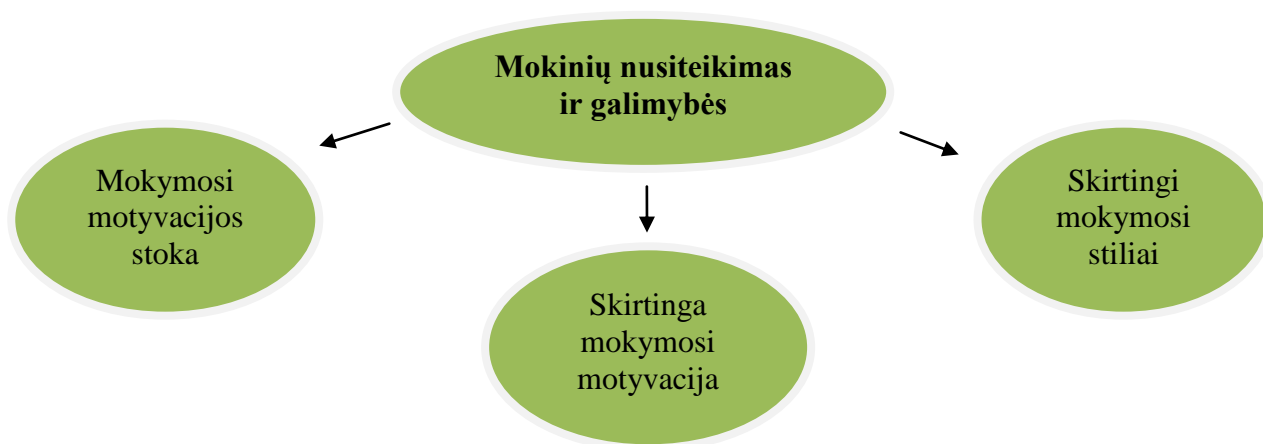 Mokinių nusiteikimas
ir galimybės
Mokymosi
motyvacijos
stoka
Skirtinga
mokymosi
motyvacija
Skirtingi
mokymosi
stiliai